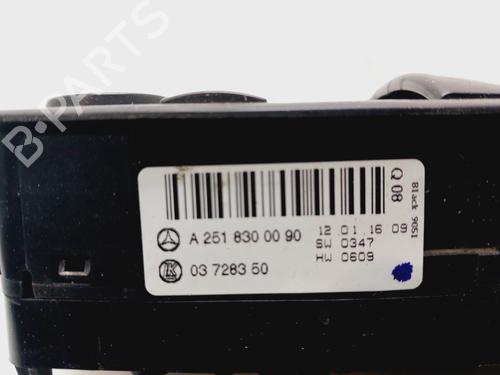 B-PARTS
A 251 830 00 90
03 7283 50
12.01.16 09
SW 0347
HW 0609
Q 08
Black 9051